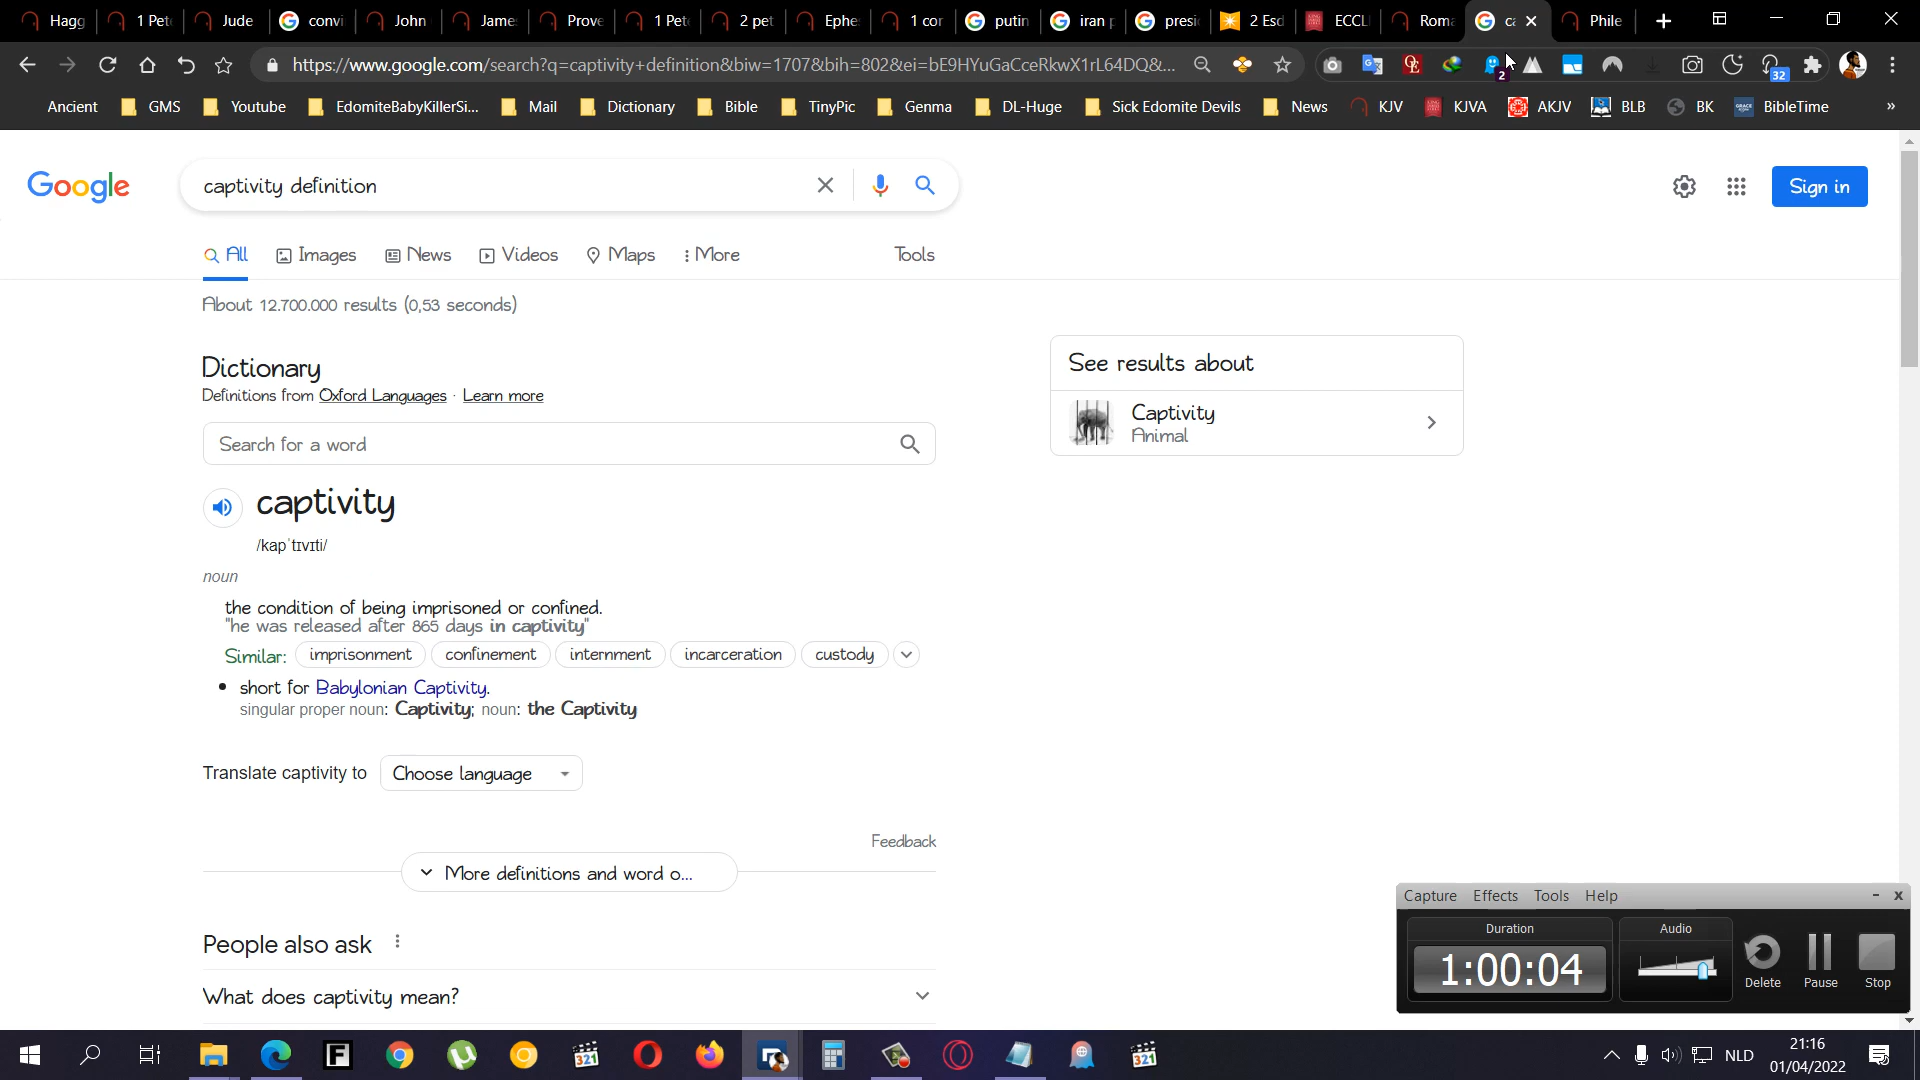 Hagg
1 Pete
Jude
convi
John
Jame
Prove
1 Pete
2 pet
Ephe
1 cor
putin
iran p
presi
2 Esd
ECCL
Roma
ca
Phile
https://www.google.com/search?q=captivity+definition&biw=1707&bih=802&ei=bE9HYuGaCceRkwX1rL64DQ&...
2
32
Ancient
GMS
Youtube
EdomiteBabyKillerSi...
Mail
Dictionary
Bible
TinyPic
Genma
DL-Huge
Sick Edomite Devils
News
KJV
KJVA
AKJV
BLB
BK
BibleTime
»
Google
captivity definition
Sign in
All
Images
News
Videos
Maps
More
Tools
About 12.700.000 results (0,53 seconds)
Dictionary
Definitions from Oxford Languages · Learn more
Search for a word
See results about
Captivity
Animal
captivity
/kapˈtɪvɪti/
noun
the condition of being imprisoned or confined.
"he was released after 865 days in captivity"
Similar: imprisonment confinement internment incarceration custody
• short for Babylonian Captivity.
singular proper noun: Captivity; noun: the Captivity
Translate captivity to
Choose language
Feedback
More definitions and word o...
People also ask
What does captivity mean?
Capture Effects Tools Help
Duration
Audio
1:00:04
Delete
Pause
Stop
321
321
NLD
21:16
01/04/2022